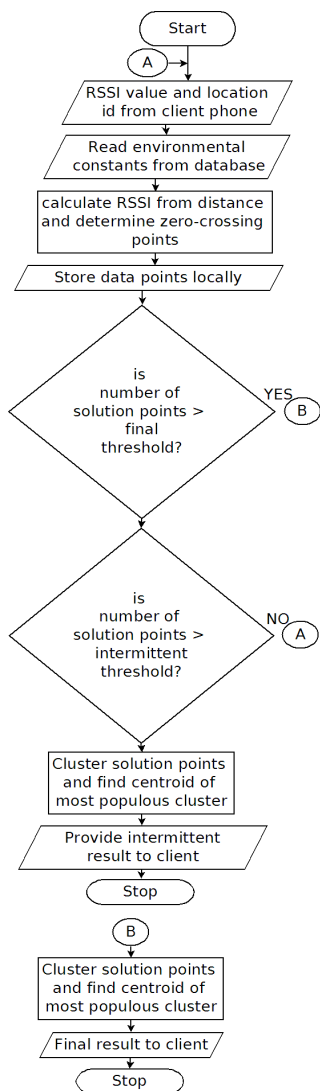 Start
A
RSSI value and location
id from client phone
Read environmental
constants from database
calculate RSSI from distance
and determine zero-crossing
points
Store data points locally
is
number of
solution points >
final
threshold?
YES
B
is
number of
solution points >
intermittent
threshold?
NO
A
Cluster solution points
and find centroid of
most populous cluster
Provide intermittent
result to client
Stop
B
Cluster solution points
and find centroid of
most populous cluster
Final result to client
Stop